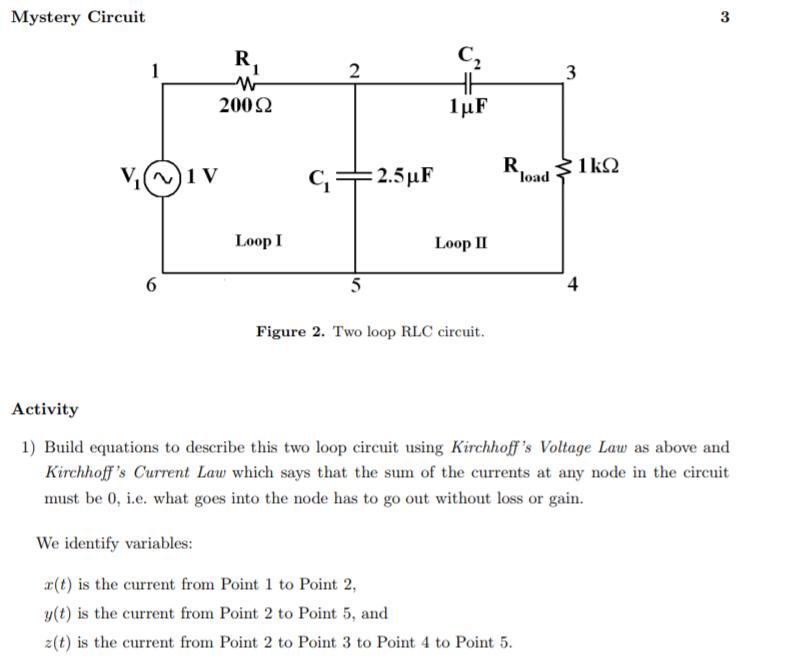 Mystery Circuit 3
R₁ C₂
1 2 3
200Ω 1μF
V₁ 1 V C₁ 2.5μF R_load 1kΩ
Loop I Loop II
6 5 4
Figure 2. Two loop RLC circuit.
Activity
1) Build equations to describe this two loop circuit using Kirchhoff's Voltage Law as above and
Kirchhoff's Current Law which says that the sum of the currents at any node in the circuit
must be 0, i.e. what goes into the node has to go out without loss or gain.
We identify variables:
x(t) is the current from Point 1 to Point 2,
y(t) is the current from Point 2 to Point 5, and
z(t) is the current from Point 2 to Point 3 to Point 4 to Point 5.